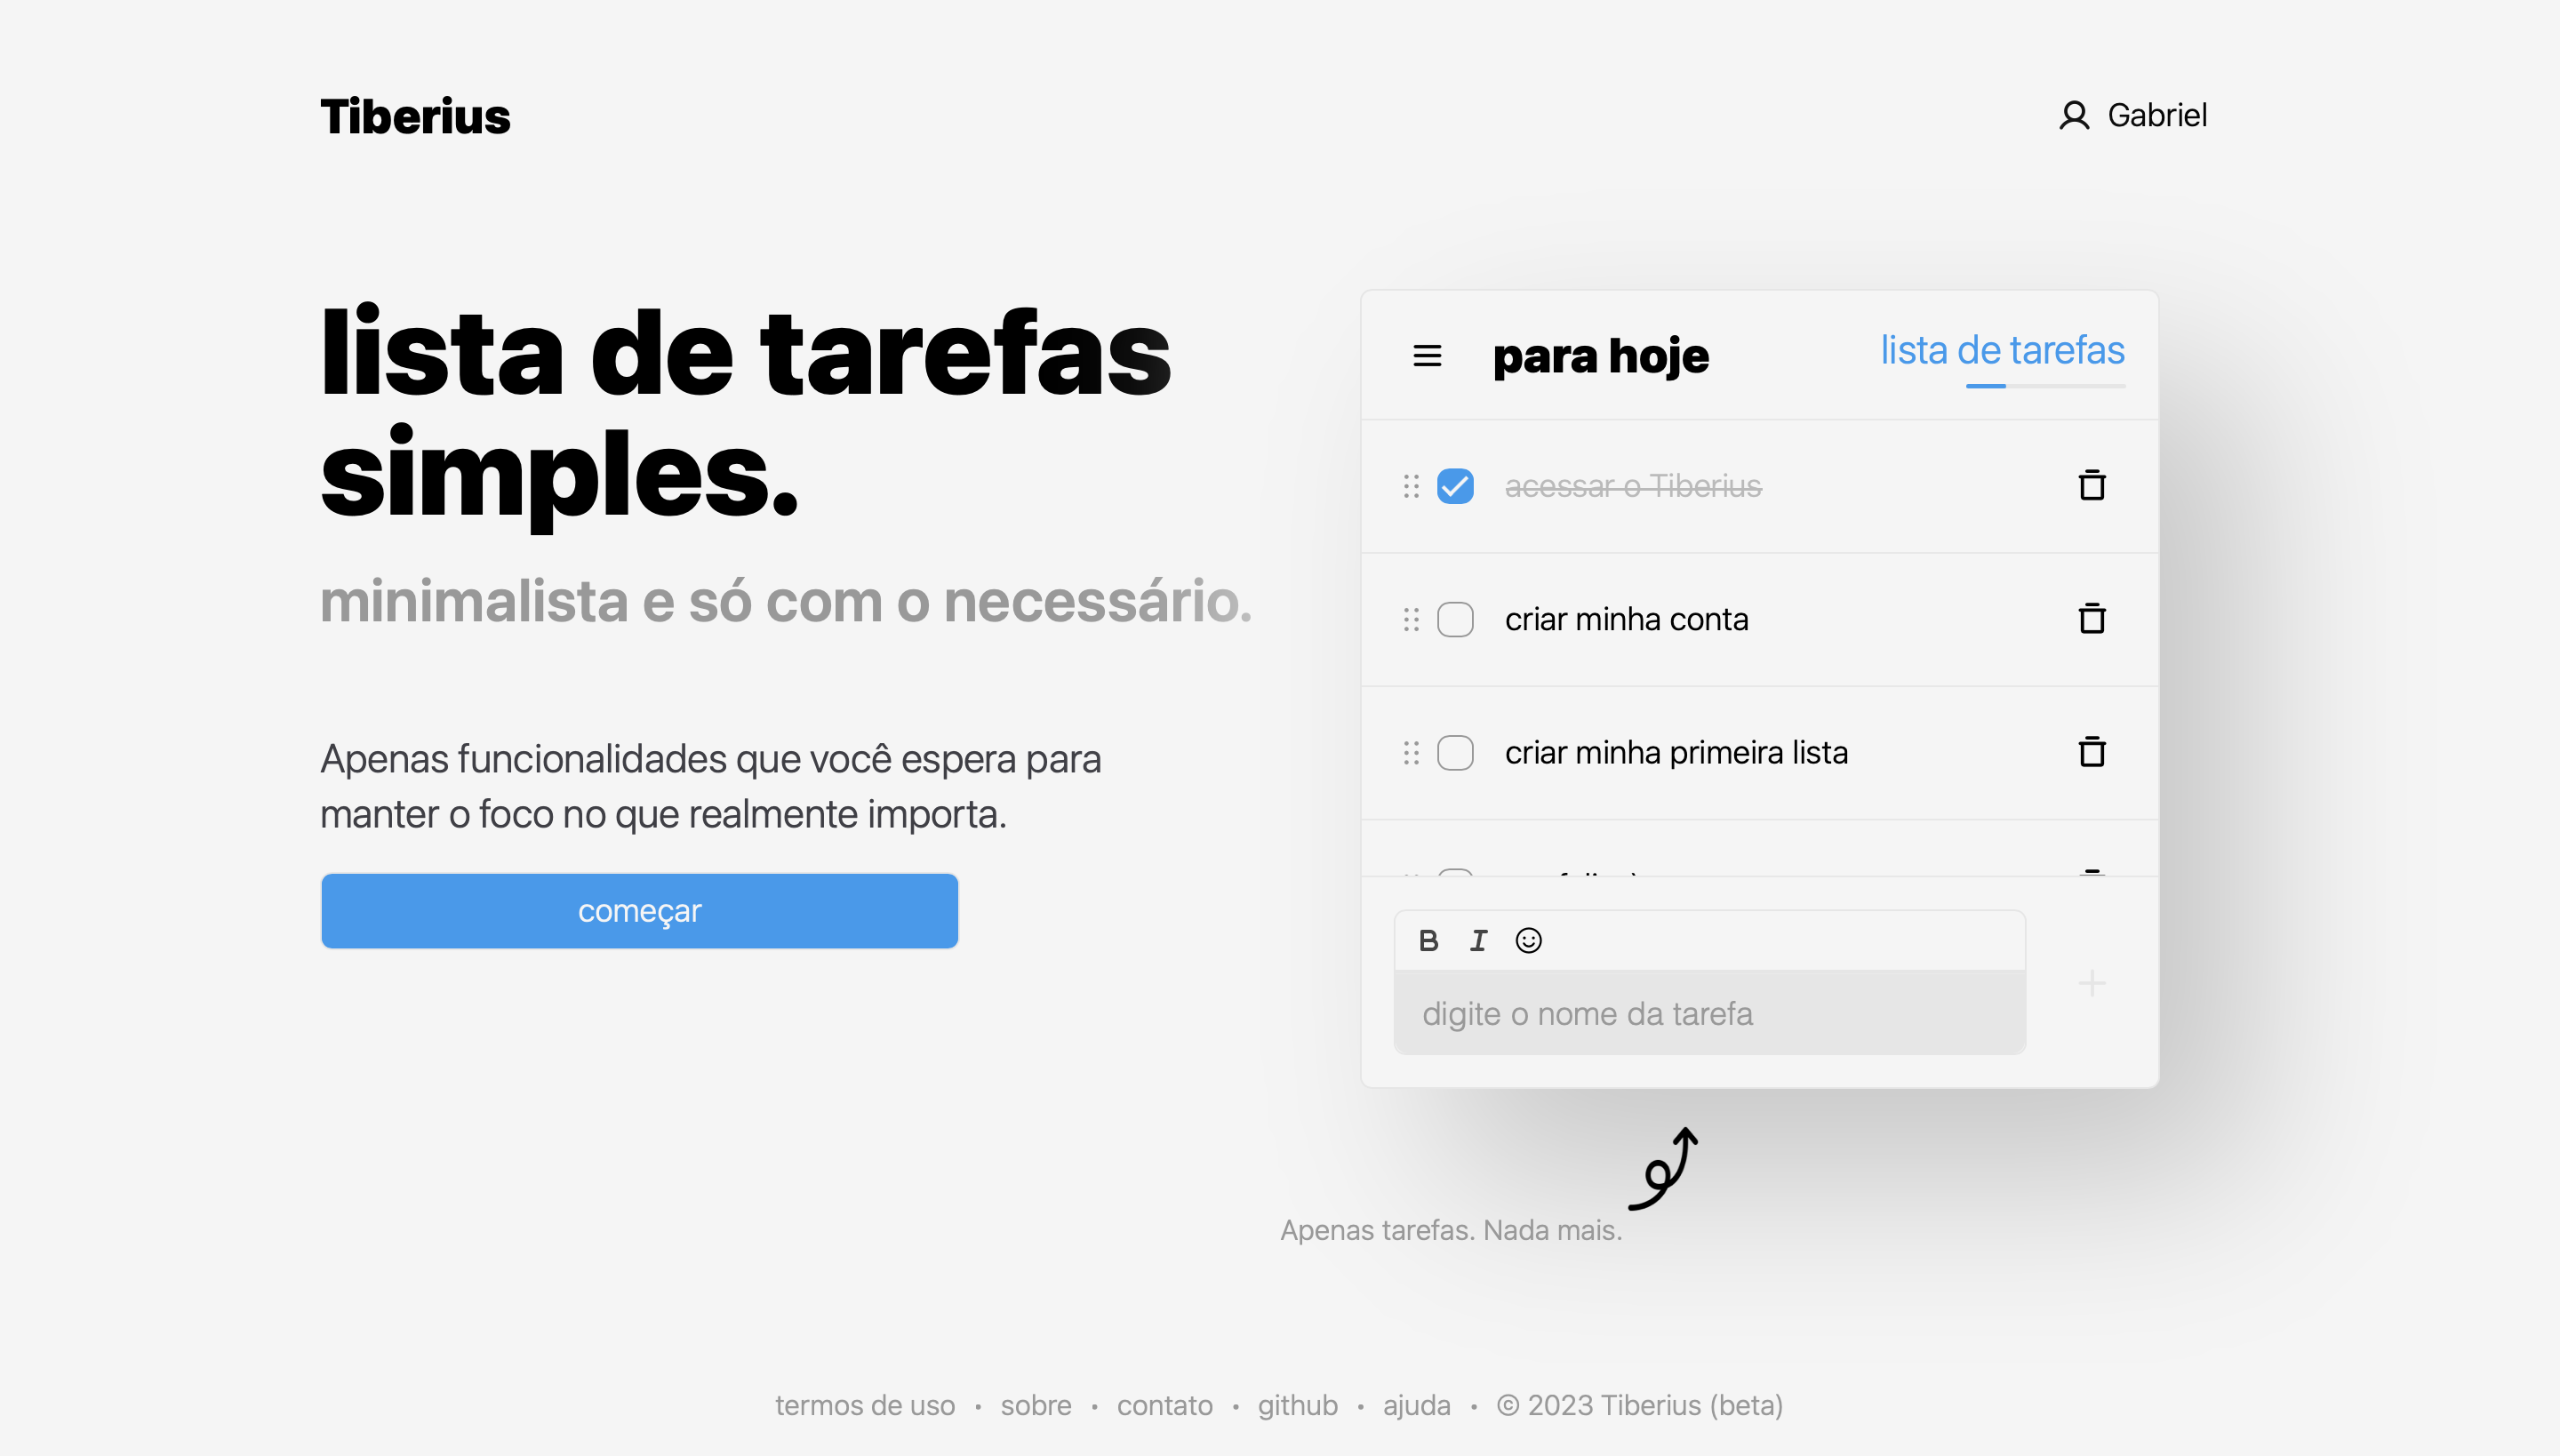 Tiberius
Gabriel
lista de tarefas
simples.
minimalista e só com o necessário.
Apenas funcionalidades que você espera para
manter o foco no que realmente importa.
começar
para hoje
lista de tarefas
acessar o Tiberius
criar minha conta
criar minha primeira lista
B I
digite o nome da tarefa
Apenas tarefas. Nada mais.
termos de uso • sobre • contato • github • ajuda • © 2023 Tiberius (beta)